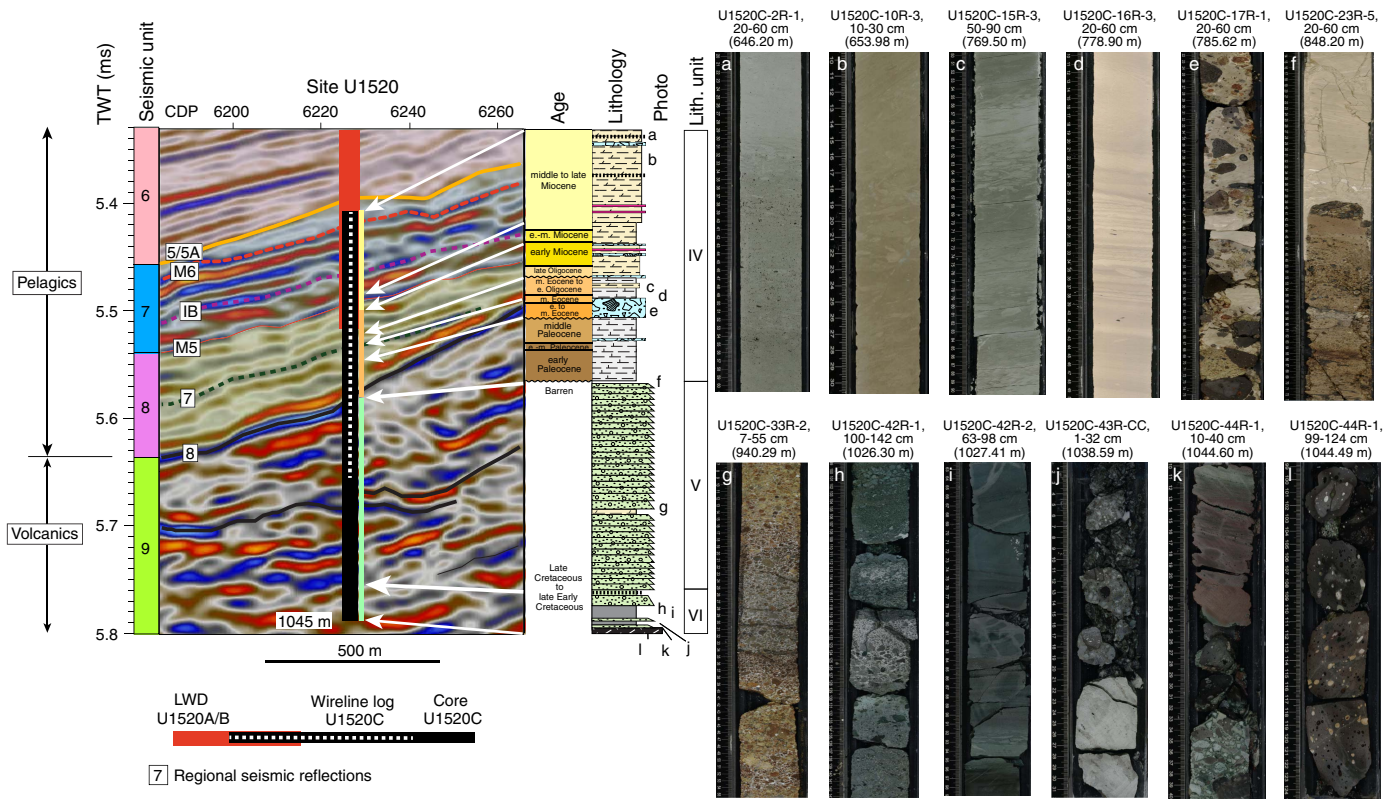 TWT (ms)
Seismic unit
Site U1520
CDP 6200 6220 6240 6260
Age
Lithology
Photo
Lith. unit
5.4
5.5
5.6
5.7
5.8
Pelagics
Volcanics
6
7
8
9
5/5A
M6
IB
M5
7
8
1045 m
500 m
middle to late
Miocene
e.-m. Miocene
early Miocene
late Oligocene
m. Eocene to
e. Oligocene
m. Eocene
e. to
m. Eocene
middle
Paleocene
e.-m. Paleocene
early
Paleocene
Barren
Late
Cretaceous
to
late Early
Cretaceous
a
b
c
d
e
f
g
h i
j
k
l
IV
V
VI
LWD
U1520A/B
Wireline log
U1520C
Core
U1520C
7 Regional seismic reflections
U1520C-2R-1,
20-60 cm
(646.20 m)
a
U1520C-10R-3,
10-30 cm
(653.98 m)
b
U1520C-15R-3,
50-90 cm
(769.50 m)
c
U1520C-16R-3,
20-60 cm
(778.90 m)
d
U1520C-17R-1,
20-60 cm
(785.62 m)
e
U1520C-23R-5,
20-60 cm
(848.20 m)
f
U1520C-33R-2,
7-55 cm
(940.29 m)
g
U1520C-42R-1,
100-142 cm
(1026.30 m)
h
U1520C-42R-2,
63-98 cm
(1027.41 m)
i
U1520C-43R-CC,
1-32 cm
(1038.59 m)
j
U1520C-44R-1,
10-40 cm
(1044.60 m)
k
U1520C-44R-1,
99-124 cm
(1044.49 m)
l